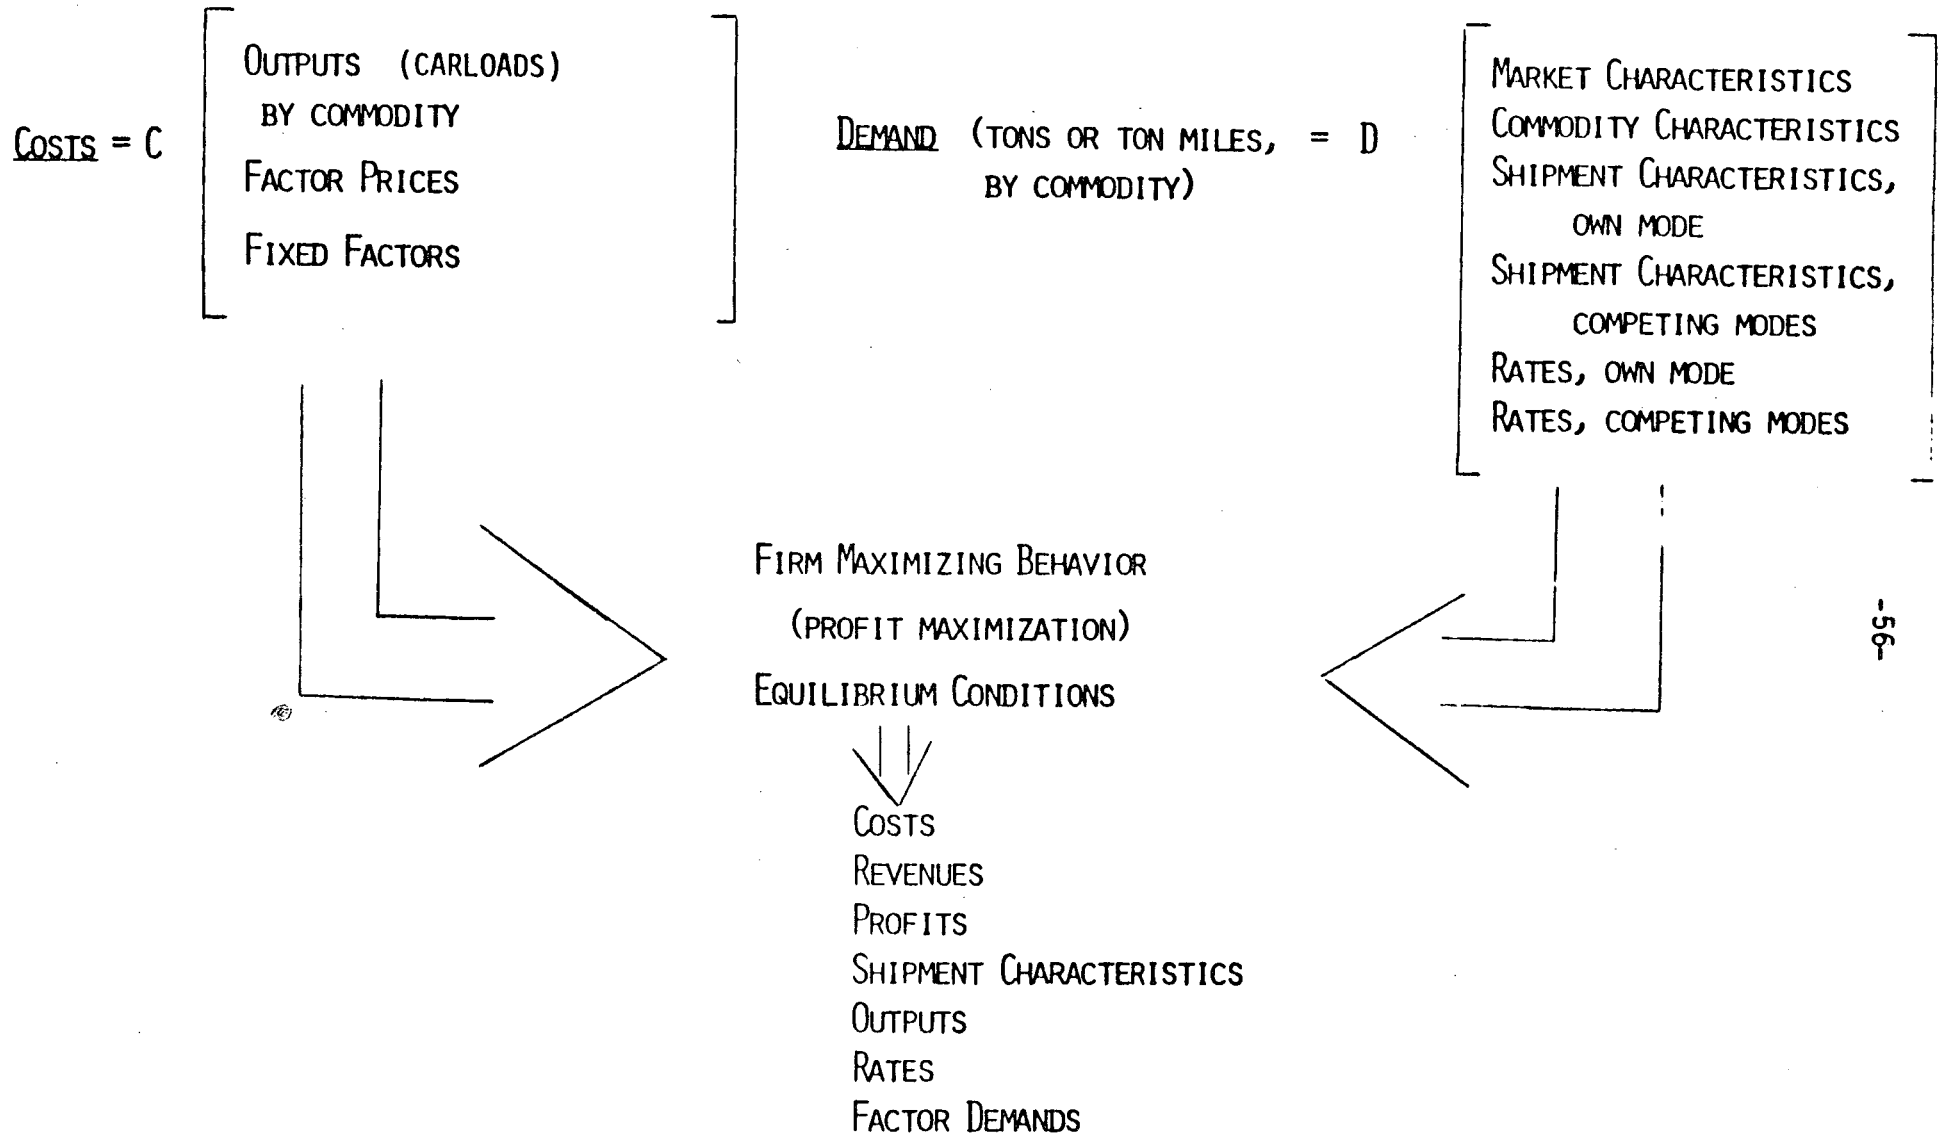 COSTS = C
OUTPUTS (CARLOADS)
BY COMMODITY
FACTOR PRICES
FIXED FACTORS
DEMAND (TONS OR TON MILES, = D
BY COMMODITY)
MARKET CHARACTERISTICS
COMMODITY CHARACTERISTICS
SHIPMENT CHARACTERISTICS,
OWN MODE
SHIPMENT CHARACTERISTICS,
COMPETING MODES
RATES, OWN MODE
RATES, COMPETING MODES
FIRM MAXIMIZING BEHAVIOR
(PROFIT MAXIMIZATION)
EQUILIBRIUM CONDITIONS
COSTS
REVENUES
PROFITS
SHIPMENT CHARACTERISTICS
OUTPUTS
RATES
FACTOR DEMANDS
-56-